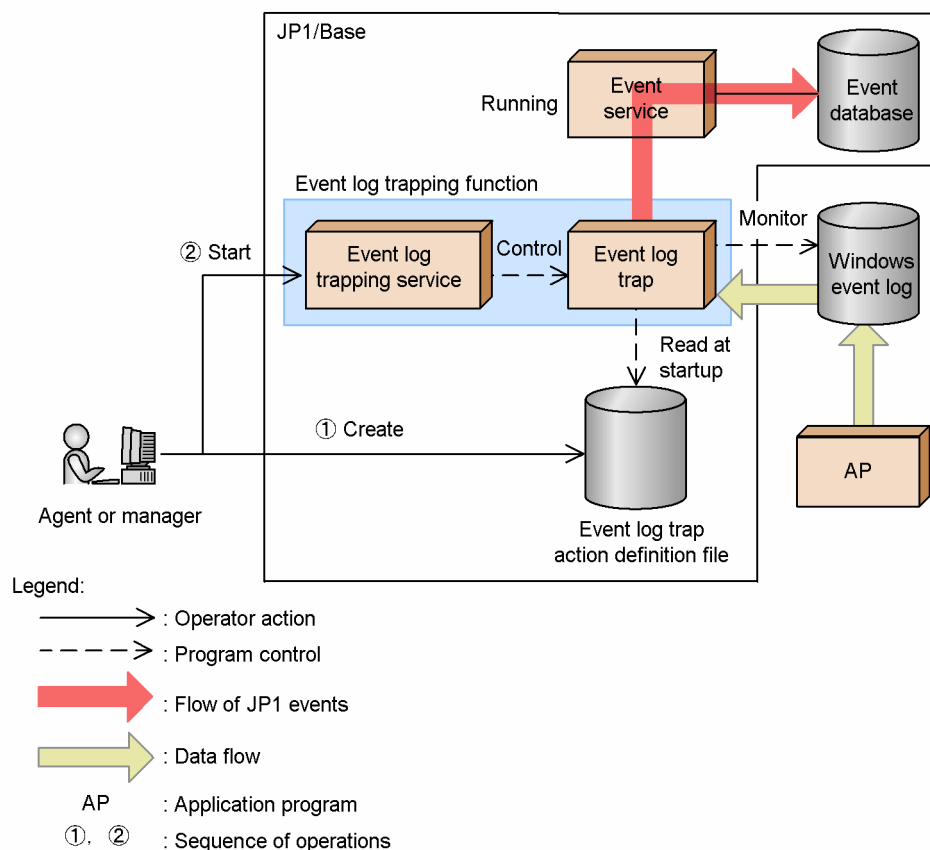 JP1/Base
Running
Event
service
Event
database
Event log trapping function
② Start
Event log
trapping service
Control
Event log
trap
Monitor
Windows
event log
Read at
startup
① Create
AP
Agent or manager
Event log trap
action definition file
Legend:
: Operator action
: Program control
: Flow of JP1 events
: Data flow
AP : Application program
①, ② : Sequence of operations